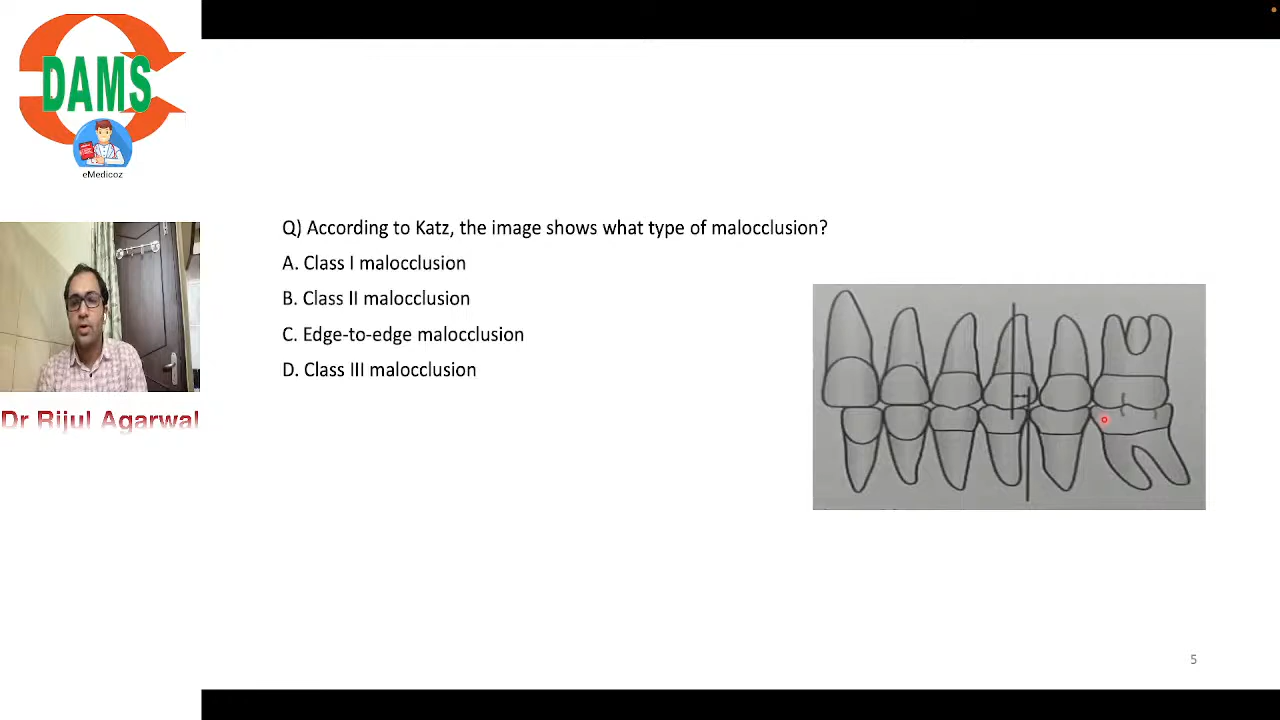 DAMS
eMedicoz
Dr Rijul Agarwal
Q) According to Katz, the image shows what type of malocclusion?
A. Class I malocclusion
B. Class II malocclusion
C. Edge-to-edge malocclusion
D. Class III malocclusion
5